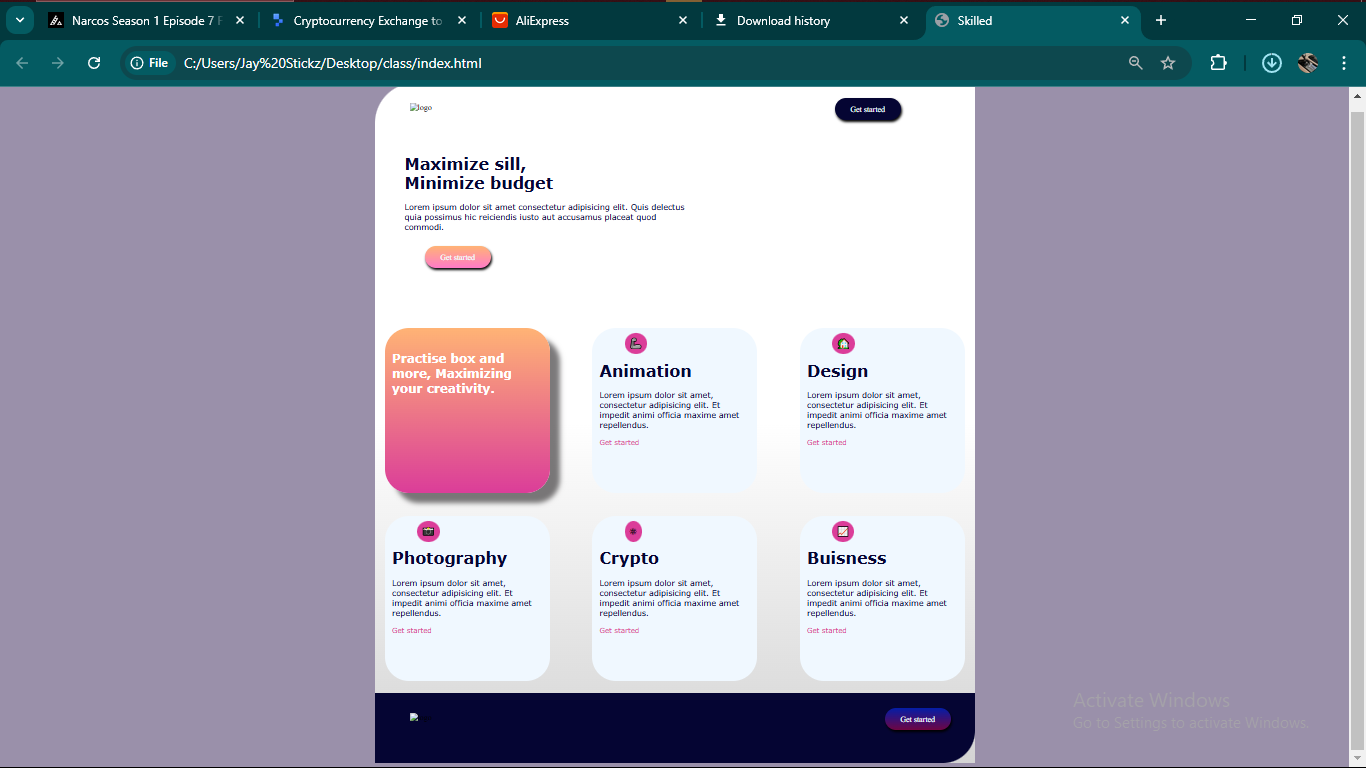 Narcos Season 1 Episode 7 F
Cryptocurrency Exchange to
AliExpress
Download history
Skilled
File
C:/Users/Jay%20Stickz/Desktop/class/index.html
logo
Get started
Maximize sill,
Minimize budget
Lorem ipsum dolor sit amet consectetur adipisicing elit. Quis delectus
quia possimus hic reiciendis iusto aut accusamus placeat quod
commodi.
Get started
Practise box and
more, Maximizing
your creativity.
Animation
Lorem ipsum dolor sit amet,
consectetur adipisicing elit. Et
impedit animi officia maxime amet
repellendus.
Get started
Design
Lorem ipsum dolor sit amet,
consectetur adipisicing elit. Et
impedit animi officia maxime amet
repellendus.
Get started
Photography
Lorem ipsum dolor sit amet,
consectetur adipisicing elit. Et
impedit animi officia maxime amet
repellendus.
Get started
Crypto
Lorem ipsum dolor sit amet,
consectetur adipisicing elit. Et
impedit animi officia maxime amet
repellendus.
Get started
Buisness
Lorem ipsum dolor sit amet,
consectetur adipisicing elit. Et
impedit animi officia maxime amet
repellendus.
Get started
Get started
Activate Windows
Go to Settings to activate Windows.